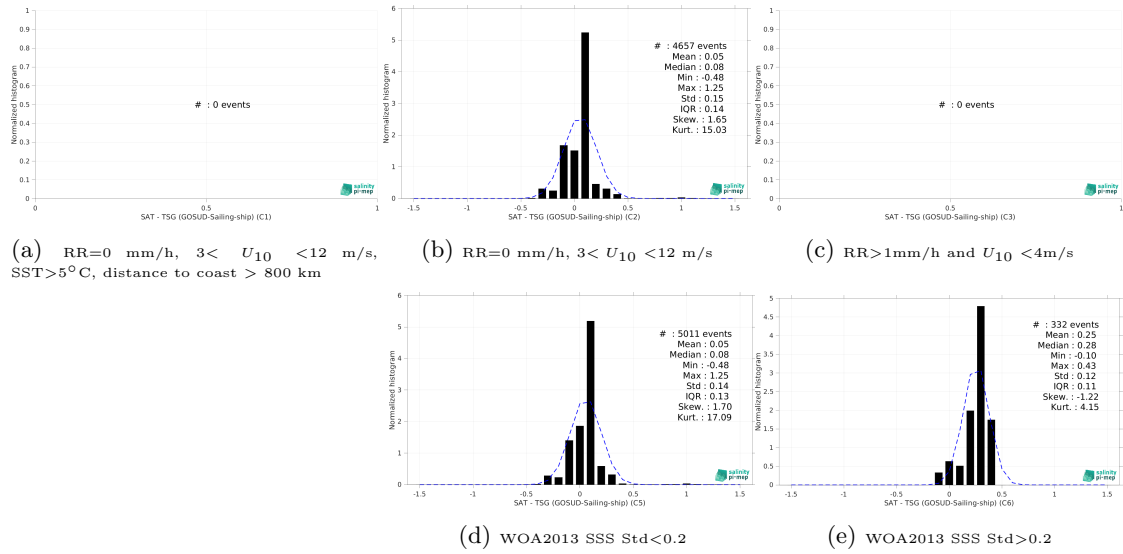 1
0.9
0.8
0.7
0.6
0.5
0.4
0.3
0.2
0.1
0
Normalized histogram
# : 0 events
salinity
pi-mep
0 0.5 1
SAT - TSG (GOSUD-Sailing-ship) (C1)
(a) RR=0 mm/h, 3< U10 <12 m/s,
SST>5°C, distance to coast > 800 km
6
5
4
3
2
1
0
Normalized histogram
# : 4657 events
Mean : 0.05
Median : 0.08
Min : -0.48
Max : 1.25
Std : 0.15
IQR : 0.14
Skew. : 1.65
Kurt. : 15.03
salinity
pi-mep
-1.5 -1 -0.5 0 0.5 1 1.5
SAT - TSG (GOSUD-Sailing-ship) (C2)
(b) RR=0 mm/h, 3< U10 <12 m/s
1
0.9
0.8
0.7
0.6
0.5
0.4
0.3
0.2
0.1
0
Normalized histogram
# : 0 events
salinity
pi-mep
0 0.5 1
SAT - TSG (GOSUD-Sailing-ship) (C3)
(c) RR>1mm/h and U10 <4m/s
6
5
4
3
2
1
0
Normalized histogram
# : 5011 events
Mean : 0.05
Median : 0.08
Min : -0.48
Max : 1.25
Std : 0.14
IQR : 0.13
Skew. : 1.70
Kurt. : 17.09
salinity
pi-mep
-1.5 -1 -0.5 0 0.5 1 1.5
SAT - TSG (GOSUD-Sailing-ship) (C5)
(d) WOA2013 SSS Std<0.2
5
4.5
4
3.5
3
2.5
2
1.5
1
0.5
0
Normalized histogram
# : 332 events
Mean : 0.25
Median : 0.28
Min : -0.10
Max : 0.43
Std : 0.12
IQR : 0.11
Skew. : -1.22
Kurt. : 4.15
salinity
pi-mep
-1.5 -1 -0.5 0 0.5 1 1.5
SAT - TSG (GOSUD-Sailing-ship) (C6)
(e) WOA2013 SSS Std>0.2